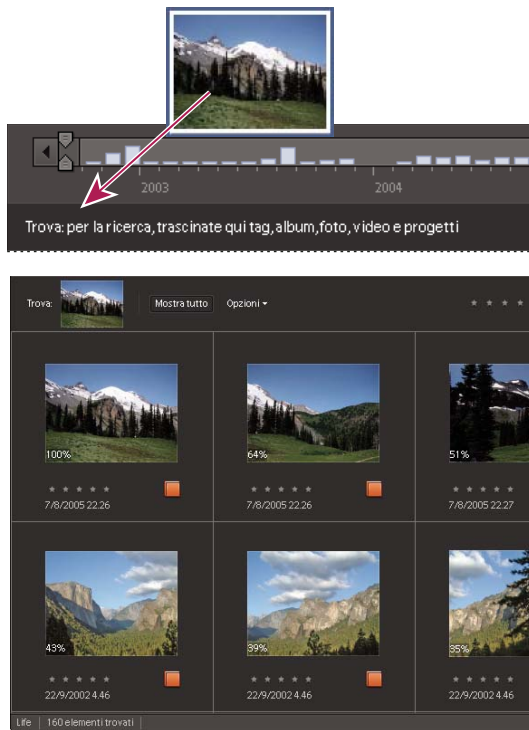 2003 2004
Trova: per la ricerca, trascinate qui tag, album, foto, video e progetti
Trova: Mostra tutto Opzioni
100% 64% 51%
7/8/2005 22.26 7/8/2005 22.26 7/8/2005 22.27
43% 39% 35%
22/9/2002 4.46 22/9/2002 4.46 22/9/2002 4.46
Life 160 elementi trovati